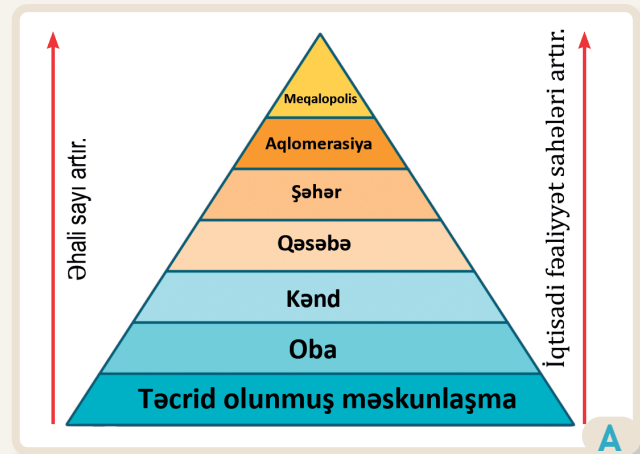 Əhali sayı artır.
Meqalopolis
Aqlomerasiya
Şəhər
Qəsəbə
Kənd
Oba
Təcrid olunmuş məskunlaşma
İqtisadi fəaliyyət sahələri artır.
A